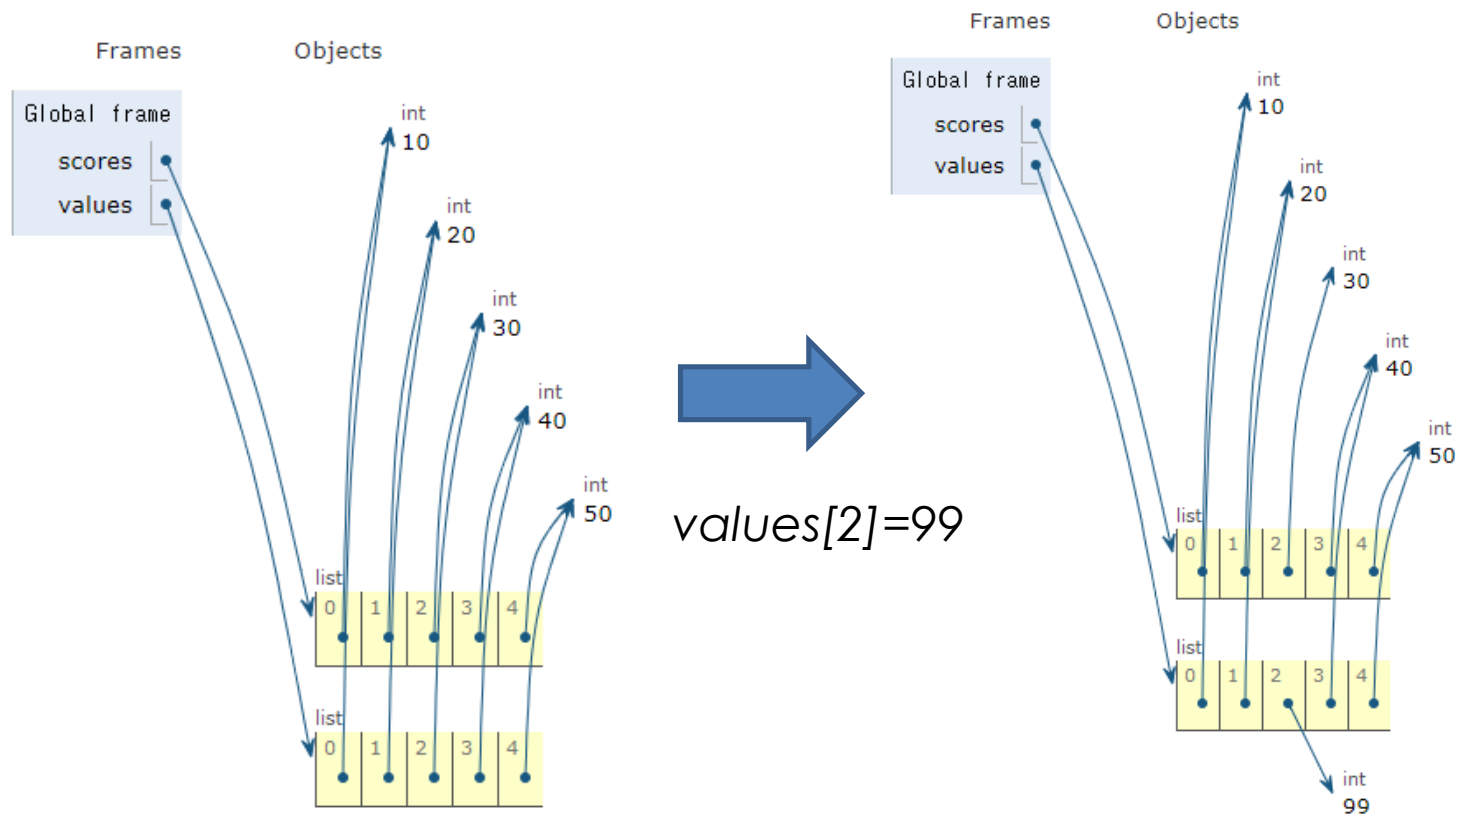 Frames Objects
Global frame
scores
values
int
10
int
20
int
30
int
40
int
50
list
0 1 2 3 4
list
0 1 2 3 4
values[2]=99
Frames Objects
Global frame
scores
values
int
10
int
20
int
30
int
40
int
50
list
0 1 2 3 4
list
0 1 2 3 4
int
99